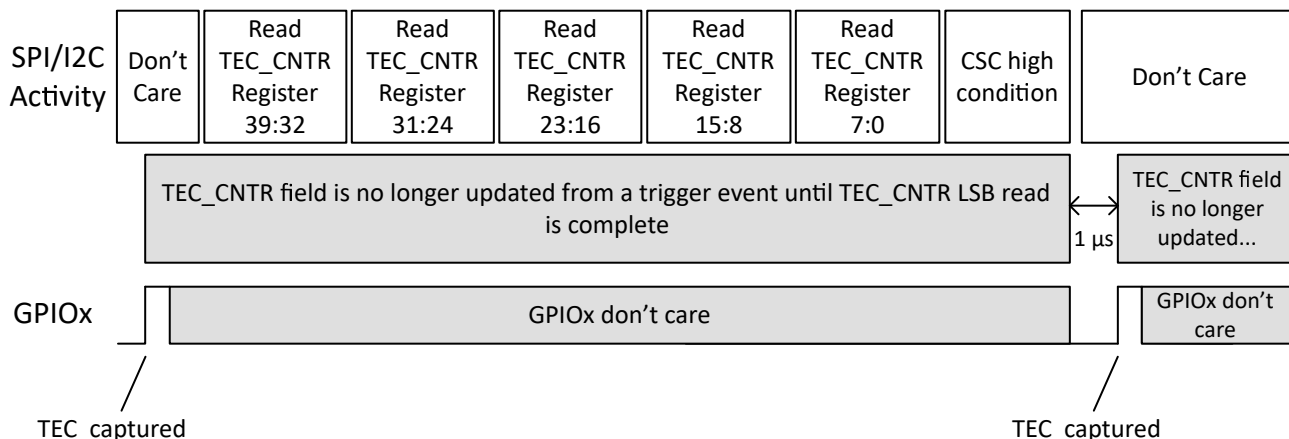 SPI/I2C
Activity
Don't
Care
Read
TEC_CNTR
Register
39:32
Read
TEC_CNTR
Register
31:24
Read
TEC_CNTR
Register
23:16
Read
TEC_CNTR
Register
15:8
Read
TEC_CNTR
Register
7:0
CSC high
condition
Don't Care
TEC_CNTR field is no longer updated from a trigger event until TEC_CNTR LSB read
is complete
1 µs
TEC_CNTR field
is no longer
updated...
GPIOx
GPIOx don't care
GPIOx don't
care
TEC captured
TEC captured